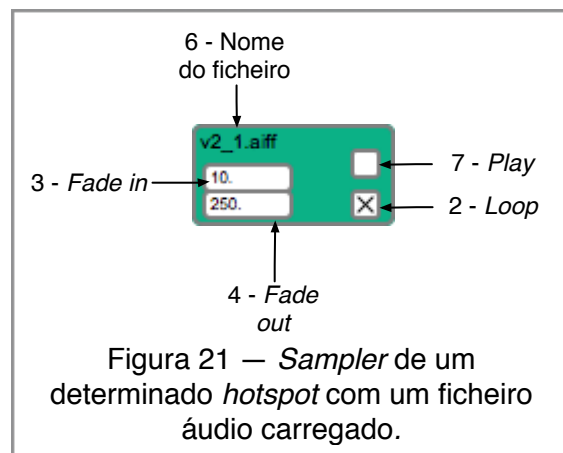 6 - Nome
do ficheiro
v2_1.aiff
3 - Fade in
10.
7 - Play
250.
2 - Loop
4 - Fade
out
Figura 21 — Sampler de um
determinado hotspot com um ficheiro
áudio carregado.